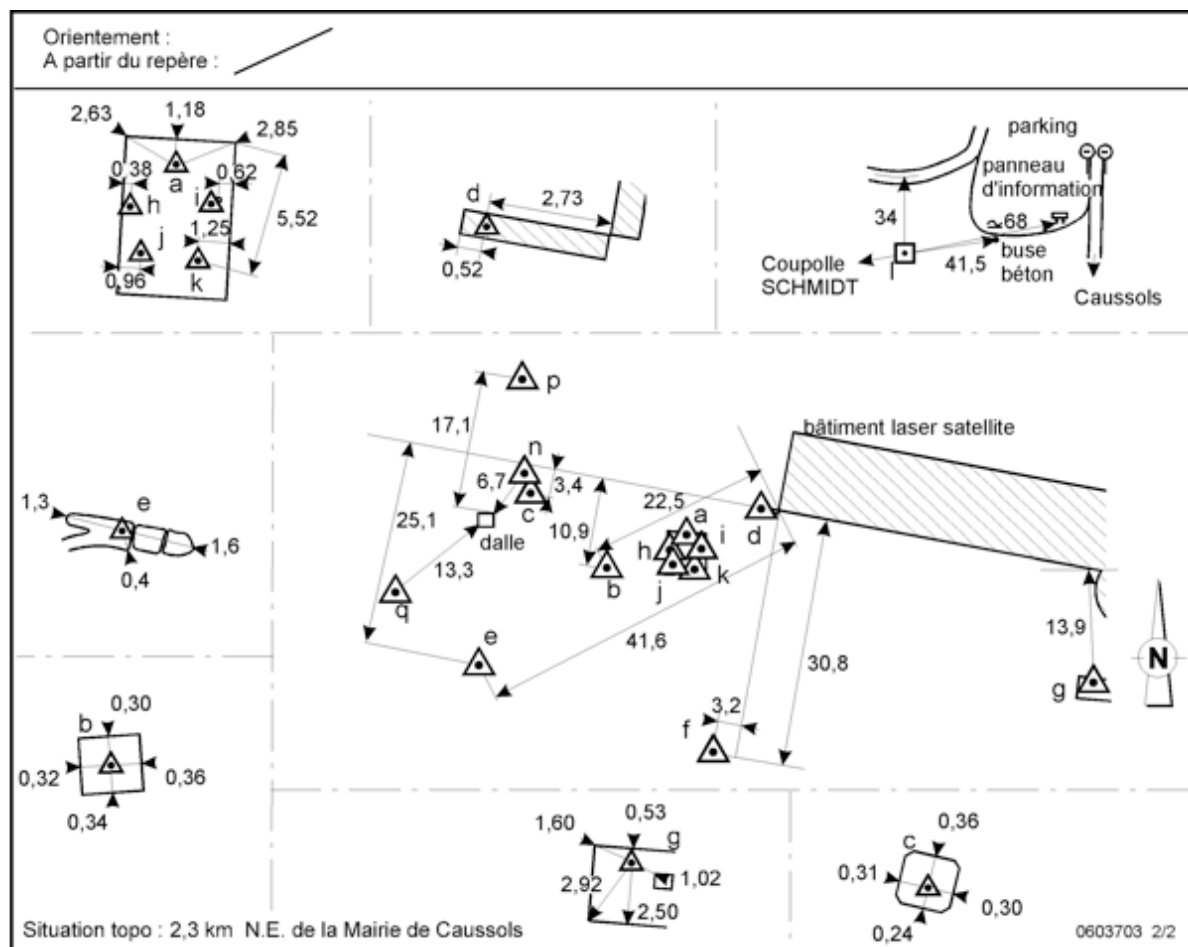 Orientement :
A partir du repère :
2,63
1,18
2,85
0,38
a
0,62
h
i
5,52
1,25
j
0,96
k
d
2,73
0,52
parking
panneau
d'information
34
68
buse
béton
41,5
Coupolle
SCHMIDT
Caussols
p
17,1
bâtiment laser satellite
n
6,7
3,4
c
22,5
25,1
10,9
a
d
dalle
h
i
13,3
b
j
k
q
e
41,6
30,8
13,9
N
g
3,2
f
1,3
e
1,6
0,4
0,30
b
0,32
0,36
0,34
0,53
1,60
g
2,92
1,02
2,50
0,36
c
0,31
0,30
0,24
Situation topo : 2,3 km N.E. de la Mairie de Caussols
0603703 2/2